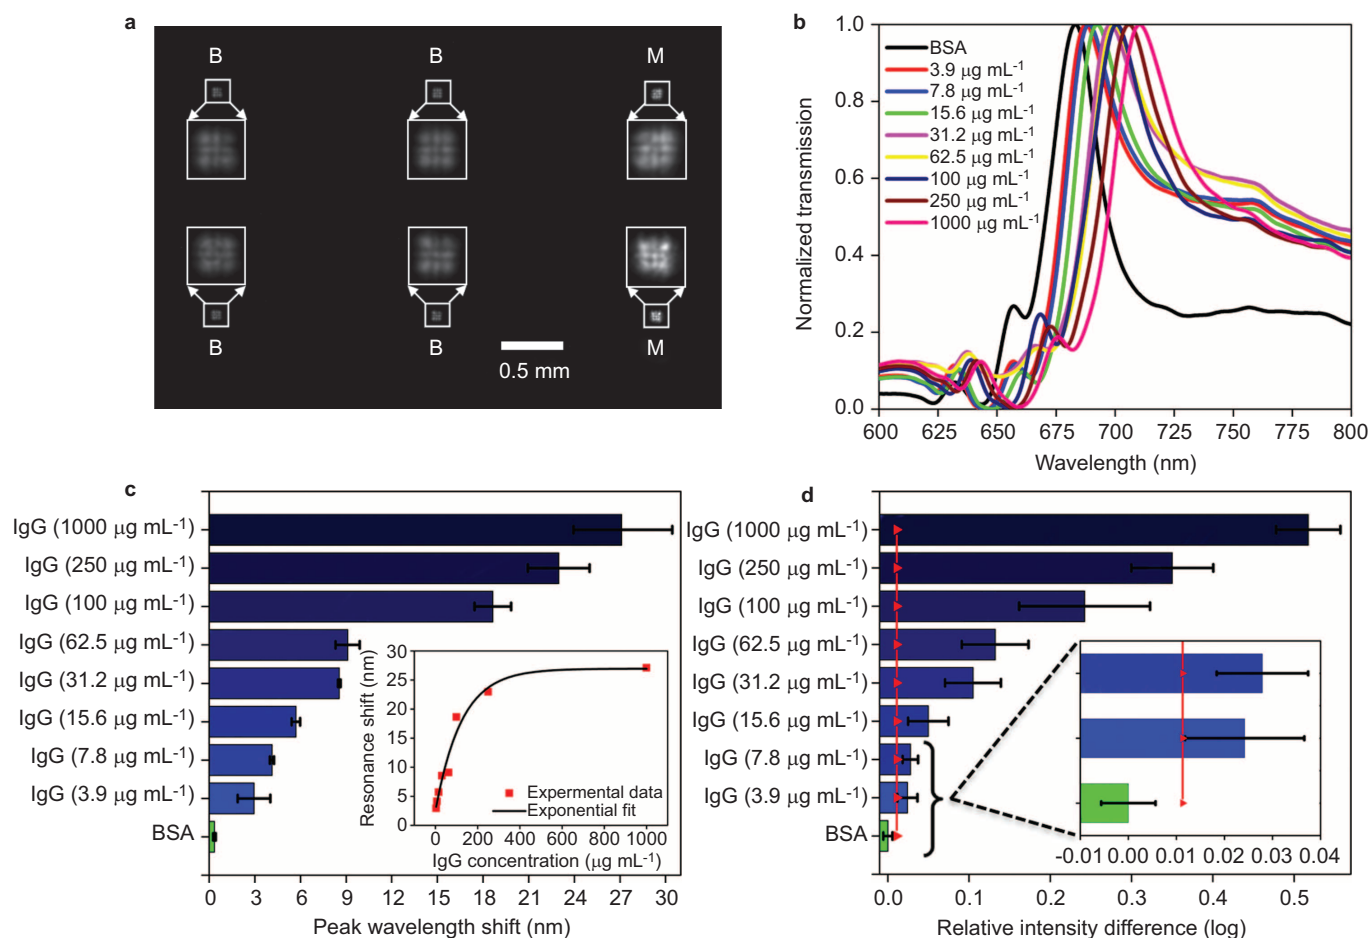 a
B B M
B B M
0.5 mm
b
BSA
3.9 μg mL-1
7.8 μg mL-1
15.6 μg mL-1
31.2 μg mL-1
62.5 μg mL-1
100 μg mL-1
250 μg mL-1
1000 μg mL-1
Normalized transmission
1.0
0.8
0.6
0.4
0.2
0.0
600 625 650 675 700 725 750 775 800
Wavelength (nm)
c
IgG (1000 μg mL-1)
IgG (250 μg mL-1)
IgG (100 μg mL-1)
IgG (62.5 μg mL-1)
IgG (31.2 μg mL-1)
IgG (15.6 μg mL-1)
IgG (7.8 μg mL-1)
IgG (3.9 μg mL-1)
BSA
0 3 6 9 12 15 18 21 24 27 30
Peak wavelength shift (nm)
Resonance shift (nm)
30
25
20
15
10
5
0
Expermental data
Exponential fit
0 200 400 600 800 1000
IgG concentration (μg mL-1)
d
IgG (1000 μg mL-1)
IgG (250 μg mL-1)
IgG (100 μg mL-1)
IgG (62.5 μg mL-1)
IgG (31.2 μg mL-1)
IgG (15.6 μg mL-1)
IgG (7.8 μg mL-1)
IgG (3.9 μg mL-1)
BSA
0.0 0.1 0.2 0.3 0.4 0.5
Relative intensity difference (log)
-0.01 0.00 0.01 0.02 0.03 0.04